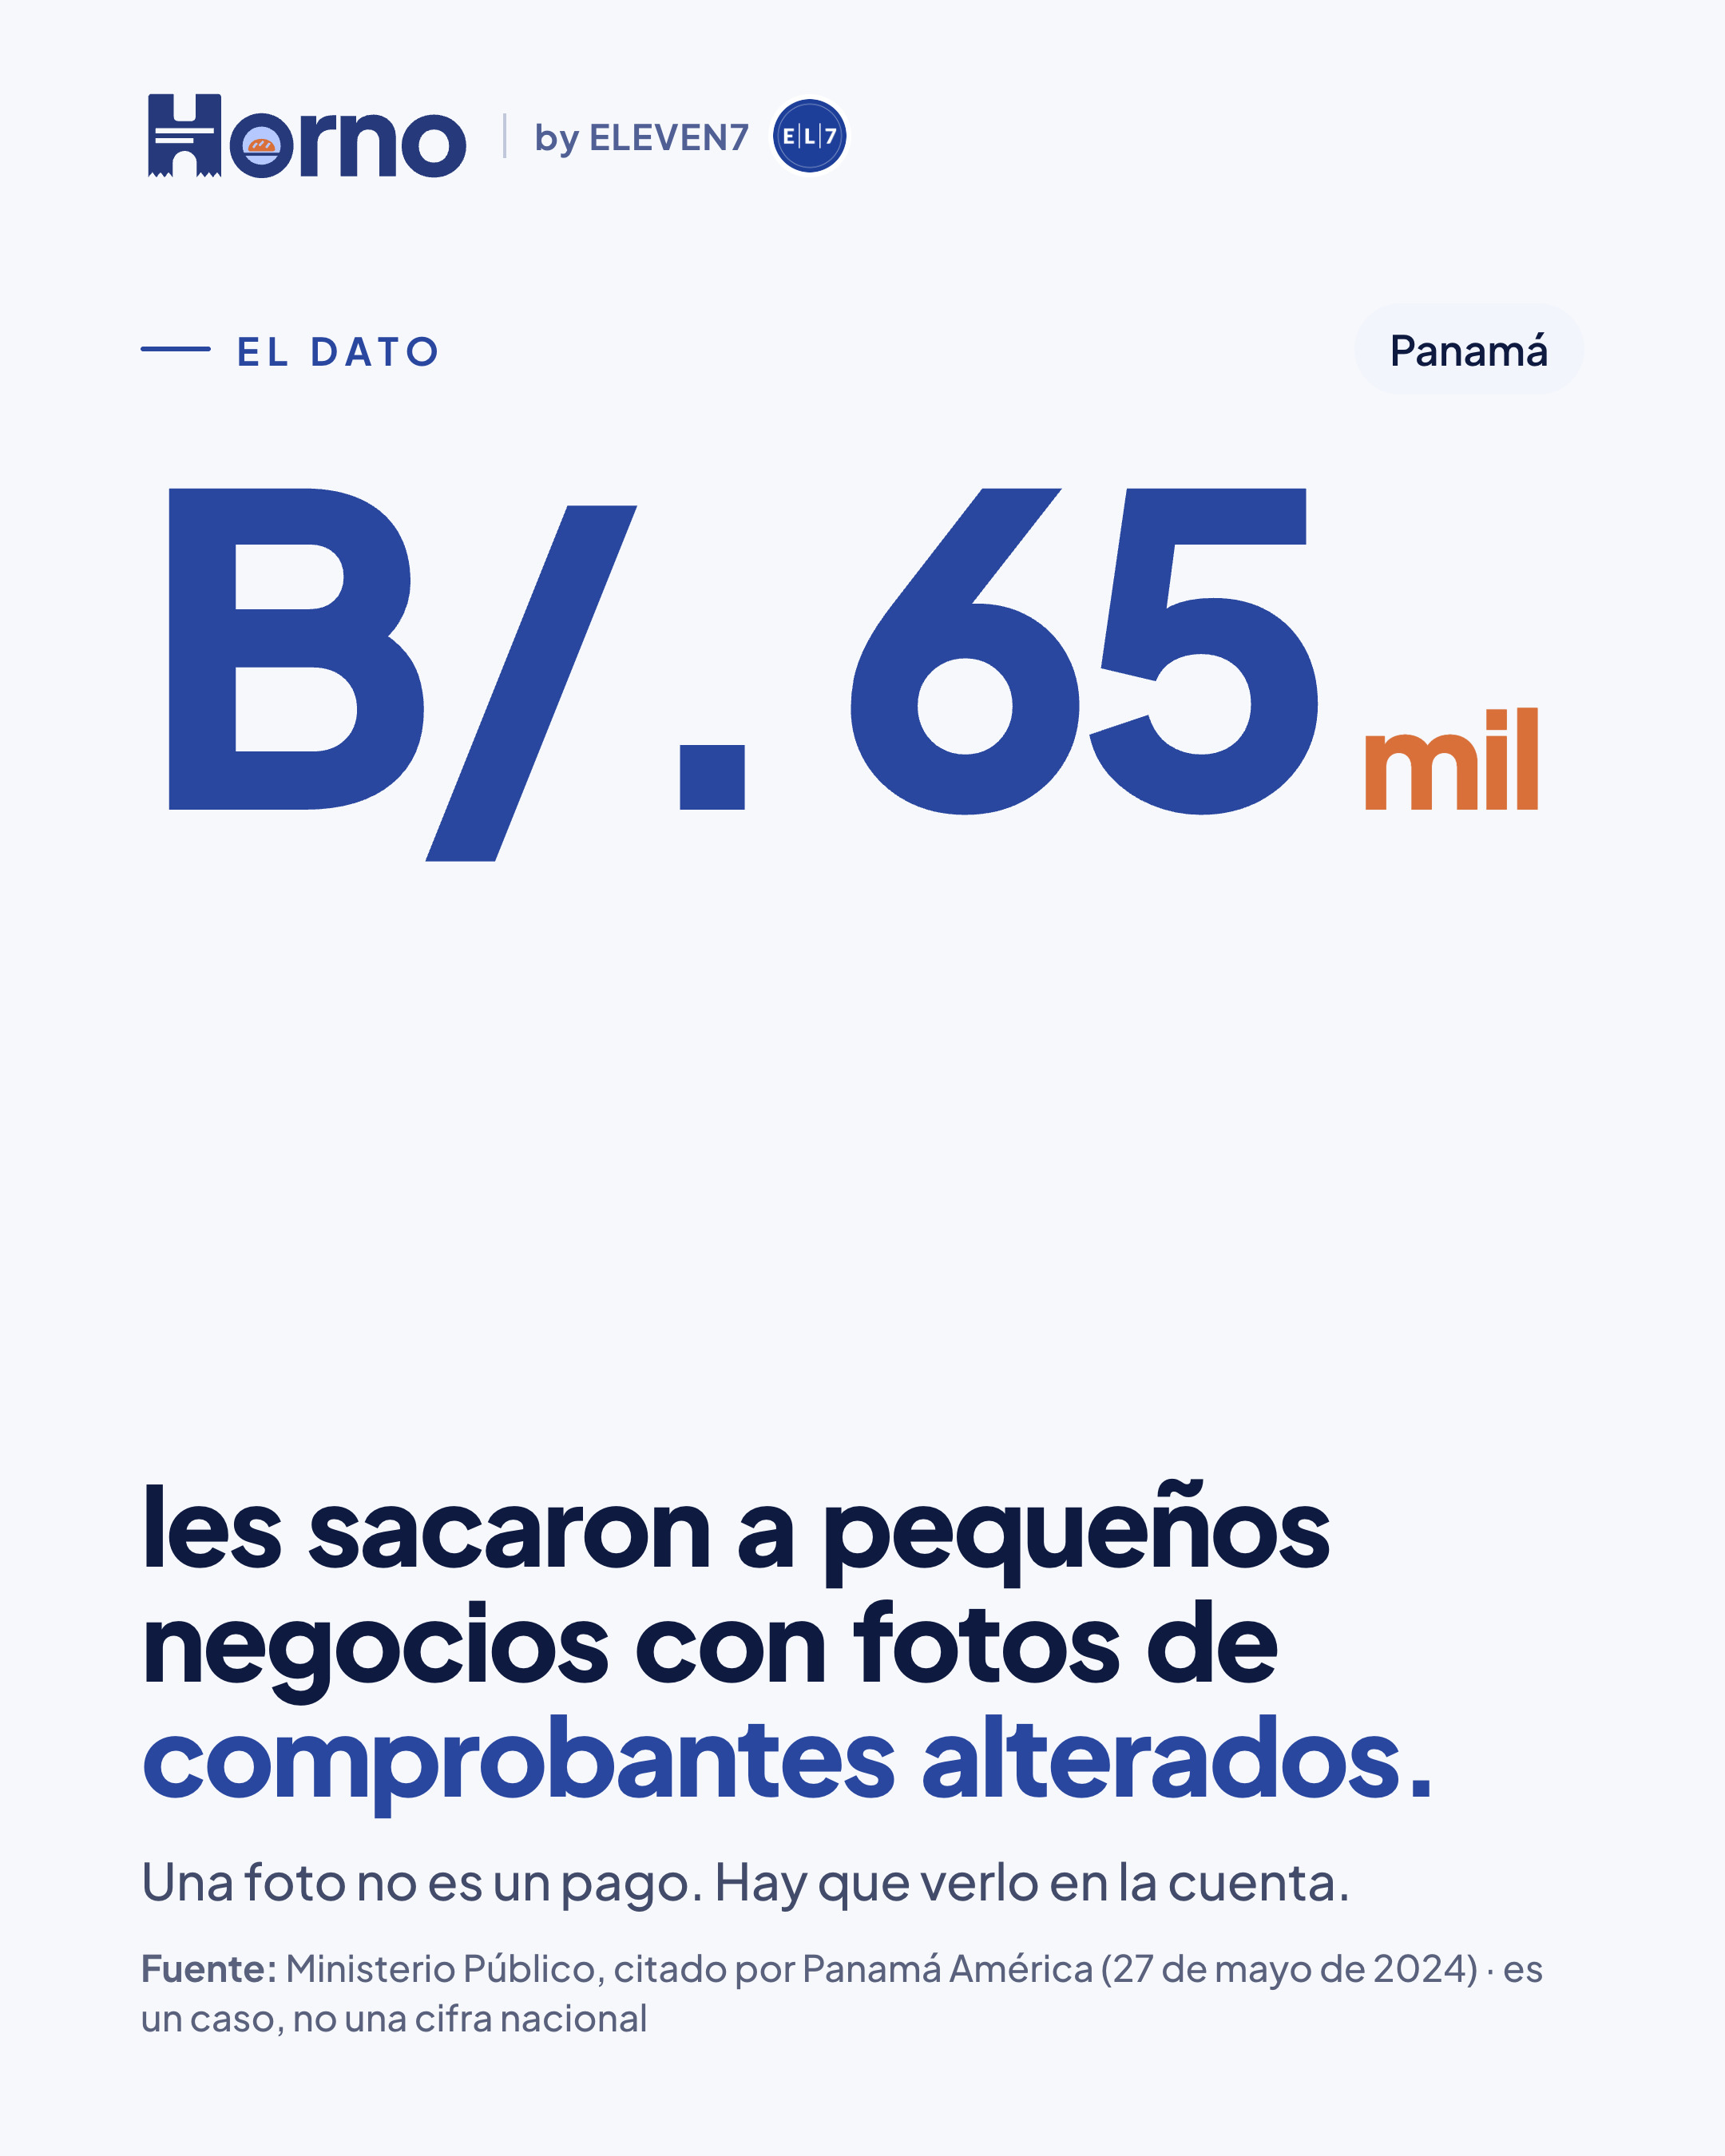 Horno by ELEVEN7 E|L|7
EL DATO
Panamá
B/. 65 mil
les sacaron a pequeños
negocios con fotos de
comprobantes alterados.
Una foto no es un pago. Hay que verlo en la cuenta.
Fuente: Ministerio Público, citado por Panamá América (27 de mayo de 2024) · es
un caso, no una cifra nacional